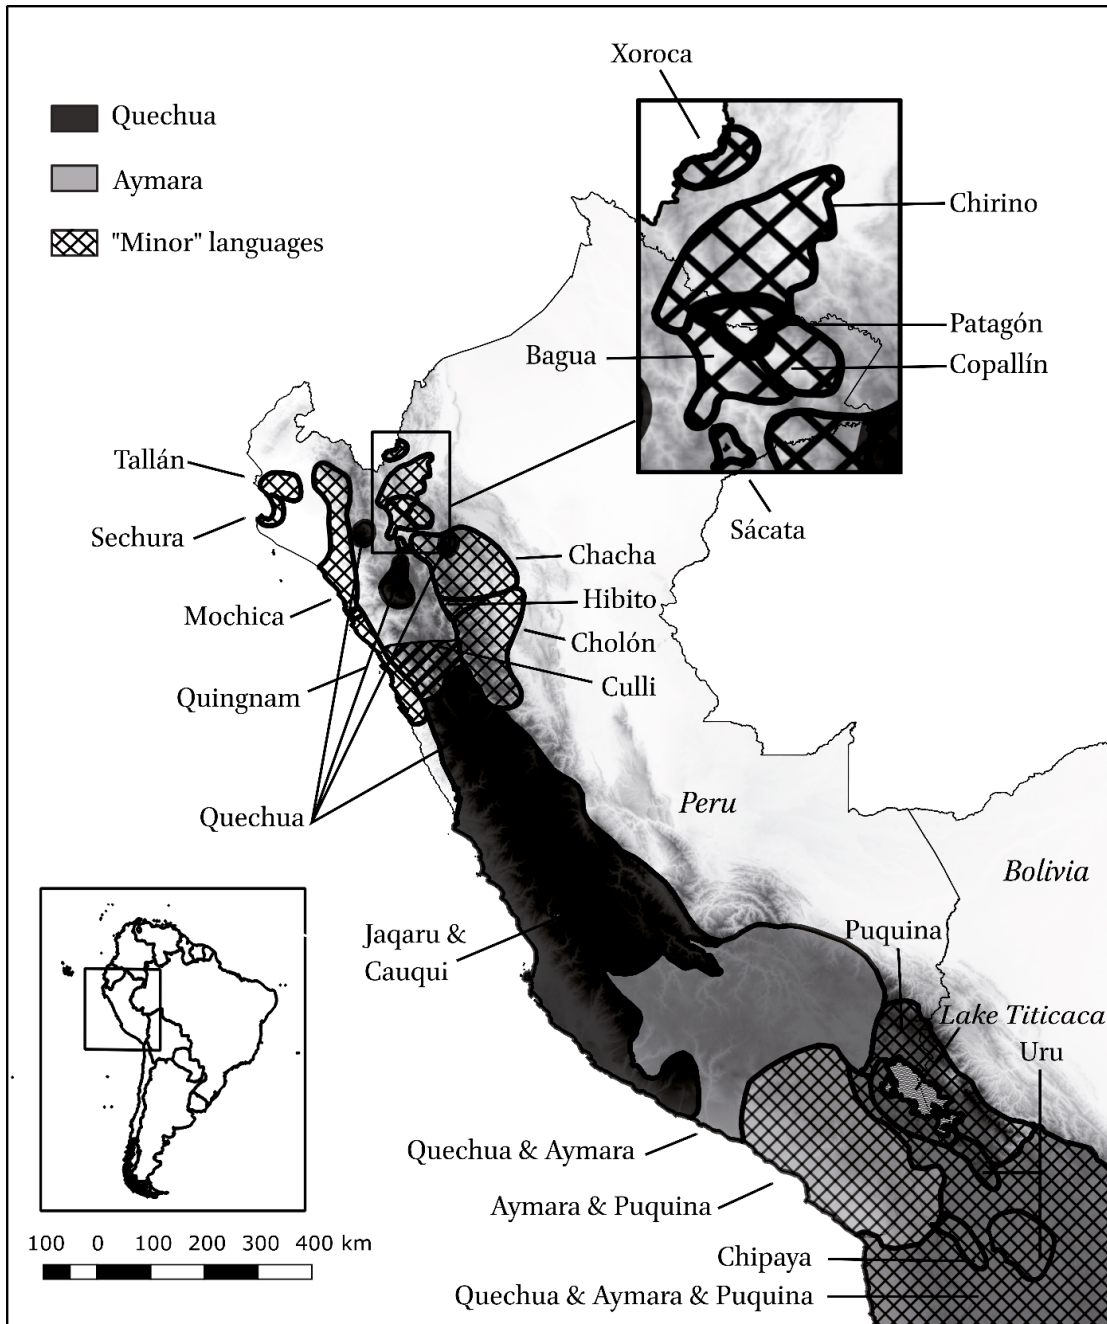 Xoroca
Quechua
Aymara
"Minor" languages
Chirino
Patagón
Bagua
Copallín
Tallán
Sechura
Sácata
Chacha
Hibito
Mochica
Cholón
Culli
Quingnam
Quechua
Peru
Bolivia
Jaqaru &
Cauqui
Puquina
Lake Titicaca
Uru
Quechua & Aymara
Aymara & Puquina
Chipaya
Quechua & Aymara & Puquina
100 0 100 200 300 400 km